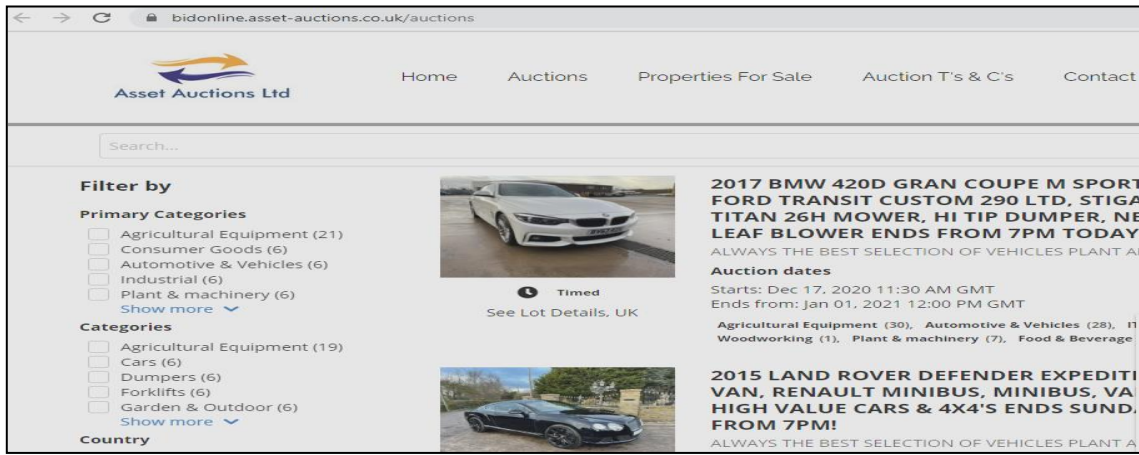 bidonline.asset-auctions.co.uk/auctions
Asset Auctions Ltd
Home Auctions Properties For Sale Auction T's & C's Contact
Search...
Filter by
Primary Categories
Agricultural Equipment (21)
Consumer Goods (6)
Automotive & Vehicles (6)
Industrial (6)
Plant & machinery (6)
Show more
Categories
Agricultural Equipment (19)
Cars (6)
Dumpers (6)
Forklifts (6)
Garden & Outdoor (6)
Show more
Country
Timed
See Lot Details, UK
2017 BMW 420D GRAN COUPE M SPORT
FORD TRANSIT CUSTOM 290 LTD, STIGA
TITAN 26H MOWER, HI TIP DUMPER, NE
LEAF BLOWER ENDS FROM 7PM TODAY
ALWAYS THE BEST SELECTION OF VEHICLES PLANT A
Auction dates
Starts: Dec 17, 2020 11:30 AM GMT
Ends from: Jan 01, 2021 12:00 PM GMT
Agricultural Equipment (30), Automotive & Vehicles (28),
Woodworking (1), Plant & machinery (7), Food & Beverage
2015 LAND ROVER DEFENDER EXPEDITI
VAN, RENAULT MINIBUS, MINIBUS, VA
HIGH VALUE CARS & 4X4'S ENDS SUND
FROM 7PM!
ALWAYS THE BEST SELECTION OF VEHICLES PLANT A